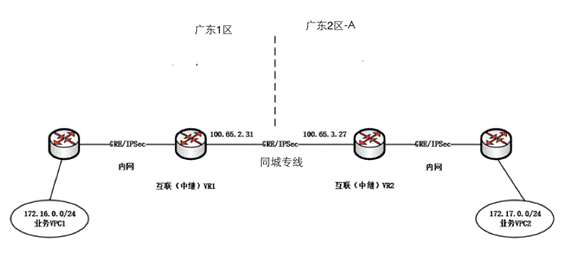 广东1区
广东2区-A
100.65.2.31
100.65.3.27
GRE/IPSec
GRE/IPSec
GRE/IPSec
内网
同城专线
内网
互联（中继）VR1
互联（中继）VR2
172.16.0.0/24
业务VPC1
172.17.0.0/24
业务VPC2